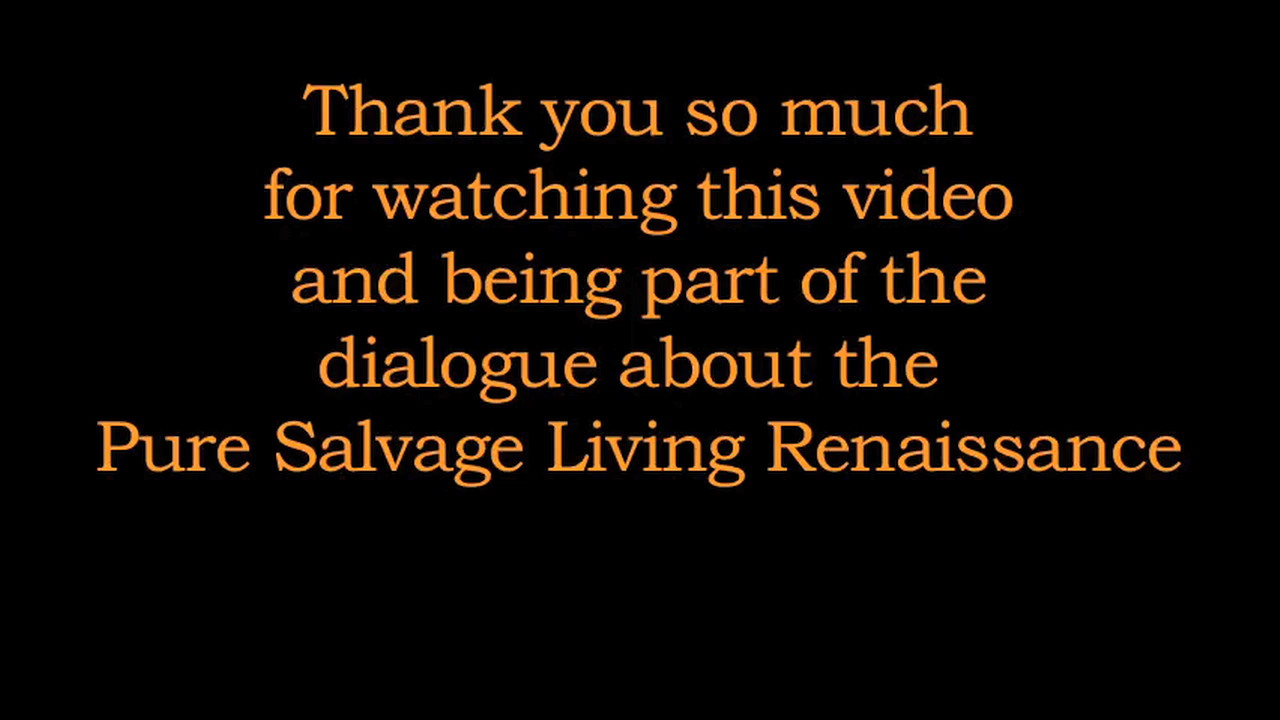 Thank you so much
for watching this video
and being part of the
dialogue about the
Pure Salvage Living Renaissance